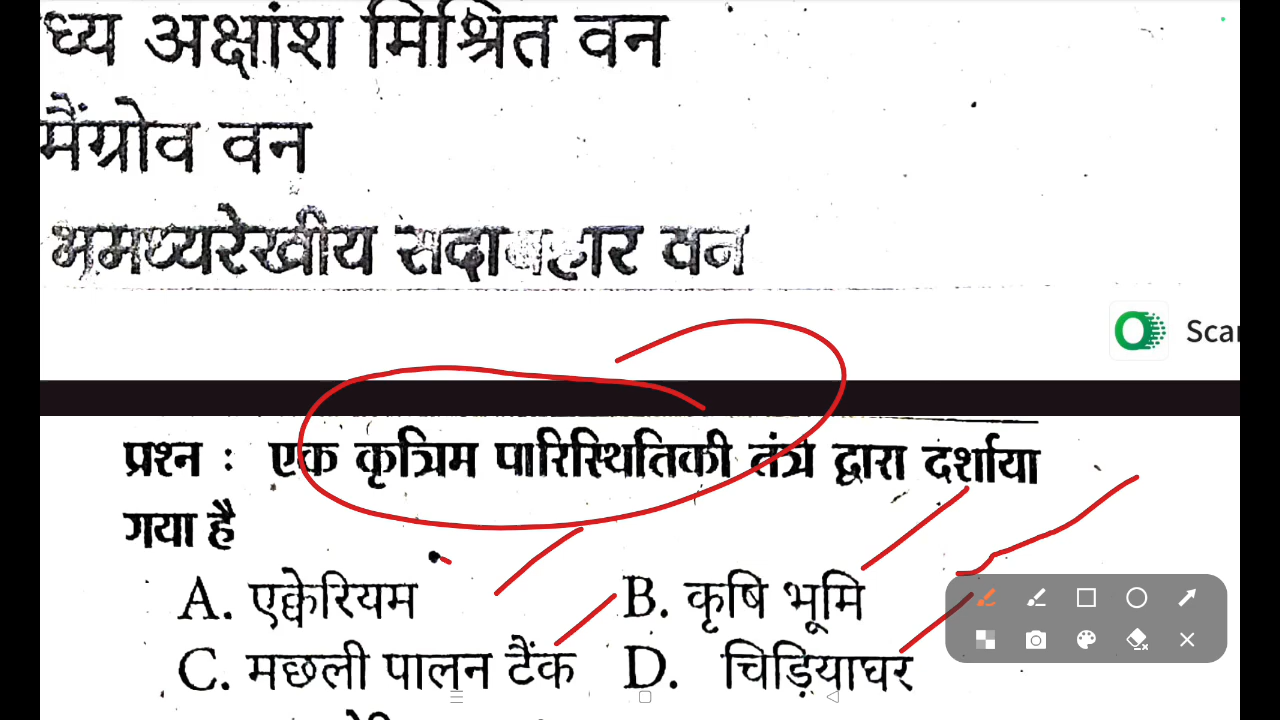 ध्य अक्षांश मिश्रित वन
मैंग्रोव वन
भूमध्यरेखीय सदाबहार वन
Scan
प्रश्न : एक कृत्रिम पारिस्थितिकी तंत्र द्वारा दर्शाया
गया है
A. एक्वेरियम B. कृषि भूमि
C. मछली पालन टैंक D. चिड़ियाघर